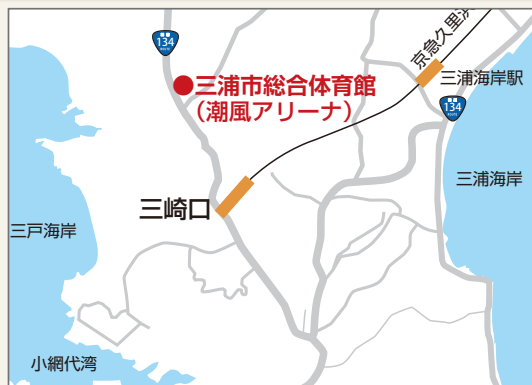 134
ROUTE
京急久里浜
三浦海岸駅
三浦市総合体育館
（潮風アリーナ）
134
ROUTE
三浦海岸
三崎口
三戸海岸
小網代湾